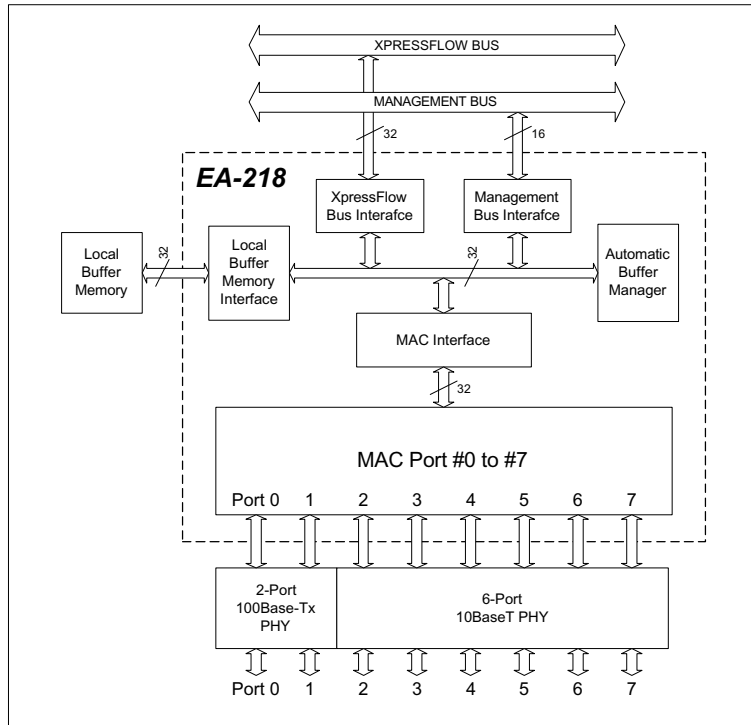 XPRESSFLOW BUS
MANAGEMENT BUS
32
16
EA-218
XpressFlow
Bus Interafce
Management
Bus Interafce
Local
Buffer
Memory
32
Local
Buffer
Memory
Interface
32
Automatic
Buffer
Manager
MAC Interface
32
MAC Port #0 to #7
Port 0 1 2 3 4 5 6 7
2-Port
100Base-Tx
PHY
6-Port
10BaseT PHY
Port 0 1 2 3 4 5 6 7